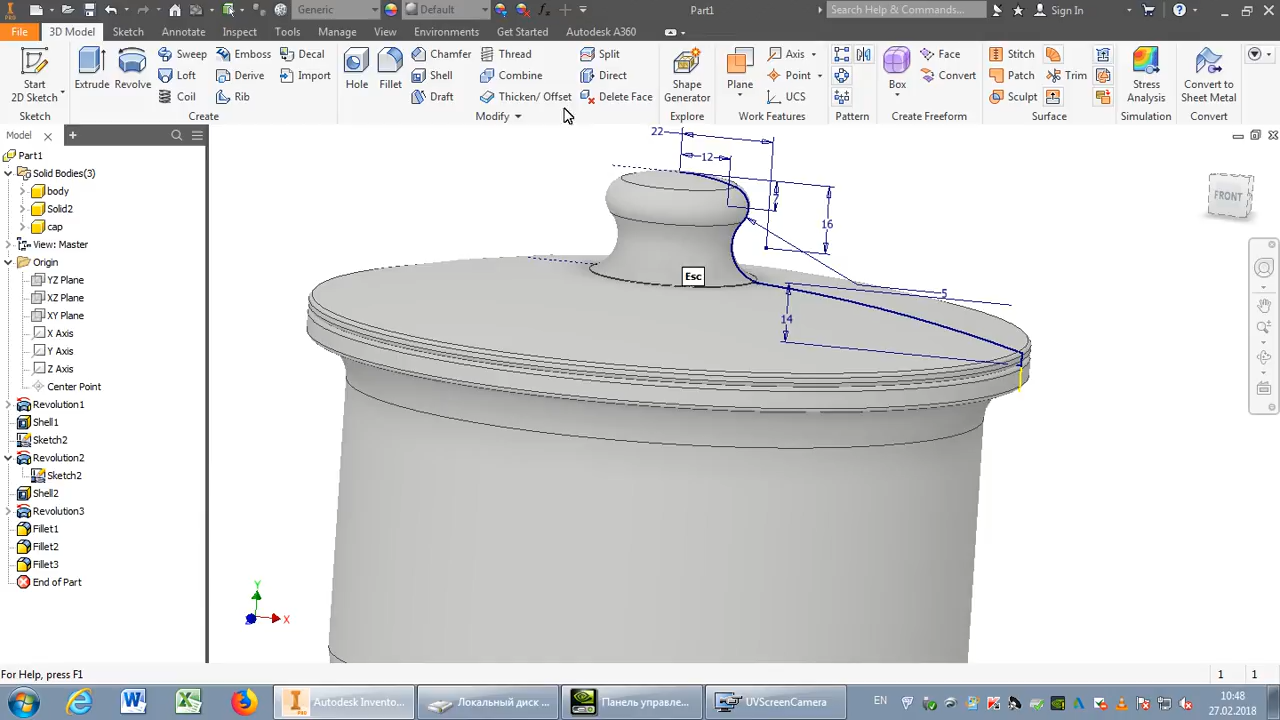 Generic
Default
Part1
Search Help & Commands...
Sign In
File
3D Model
Sketch
Annotate
Inspect
Tools
Manage
View
Environments
Get Started
Autodesk A360
Start
2D Sketch
Sketch
Extrude
Revolve
Sweep
Loft
Coil
Emboss
Derive
Rib
Decal
Import
Create
Hole
Fillet
Chamfer
Shell
Draft
Thread
Combine
Thicken/ Offset
Split
Direct
Delete Face
Modify
Shape
Generator
Explore
Plane
Axis
Point
UCS
Work Features
Pattern
Box
Face
Convert
Create Freeform
Stitch
Patch
Sculpt
Trim
Surface
Stress
Analysis
Simulation
Convert to
Sheet Metal
Convert
Model
Part1
Solid Bodies(3)
body
Solid2
cap
View: Master
Origin
YZ Plane
XZ Plane
XY Plane
X Axis
Y Axis
Z Axis
Center Point
Revolution1
Shell1
Sketch2
Revolution2
Sketch2
Shell2
Revolution3
Fillet1
Fillet2
Fillet3
End of Part
22
12
16
5
14
Esc
FRONT
Y
X
For Help, press F1
1
1
Autodesk Invento...
Локальный диск ...
Панель управле...
UVScreenCamera
EN
10:48
27.02.2018